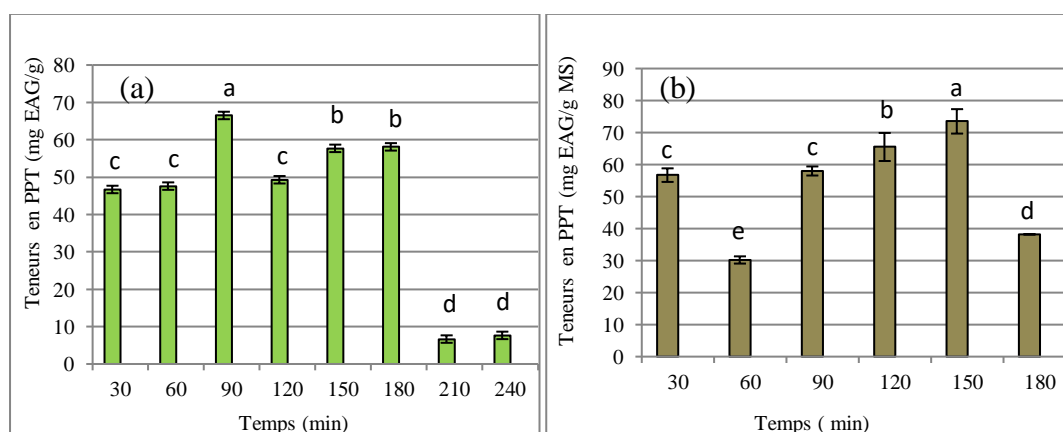 (a)
Teneurs en PPT (mg EAG/g)
80
70
60
50
40
30
20
10
0
c
c
a
c
b
b
d
d
30 60 90 120 150 180 210 240
Temps (min)
(b)
Teneurs en PPT (mg EAG/g MS)
90
80
70
60
50
40
30
20
10
0
c
e
c
b
a
d
30 60 90 120 150 180
Temps ( min)